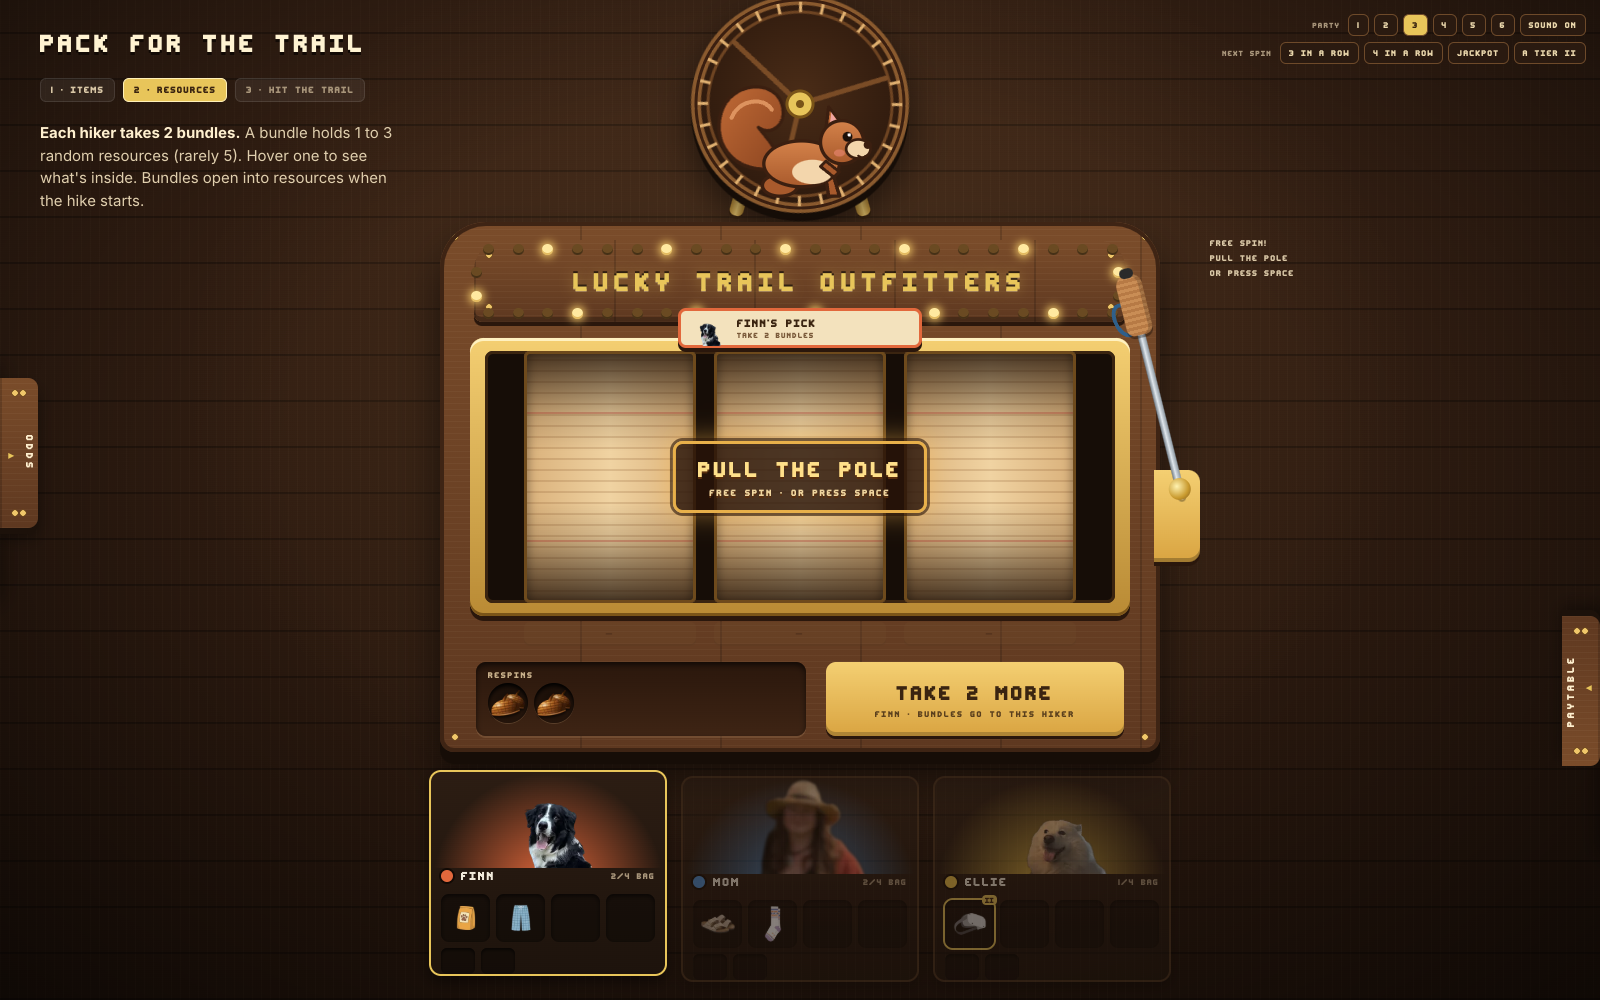 PACK FOR THE TRAIL
1 · ITEMS
2 · RESOURCES
3 · HIT THE TRAIL
Each hiker takes 2 bundles. A bundle holds 1 to 3
random resources (rarely 5). Hover one to see
what's inside. Bundles open into resources when
the hike starts.
PARTY 1 2 3 4 5 6 SOUND ON
NEXT SPIN 3 IN A ROW 4 IN A ROW JACKPOT A TIER II
FREE SPIN!
PULL THE POLE
OR PRESS SPACE
LUCKY TRAIL OUTFITTERS
FINN'S PICK
TAKE 2 BUNDLES
ODDS
PULL THE POLE
FREE SPIN · OR PRESS SPACE
PAYTABLE
RESPINS
TAKE 2 MORE
FINN · BUNDLES GO TO THIS HIKER
FINN 2/4 BAG
MOM 2/4 BAG
ELLIE 1/4 BAG
II